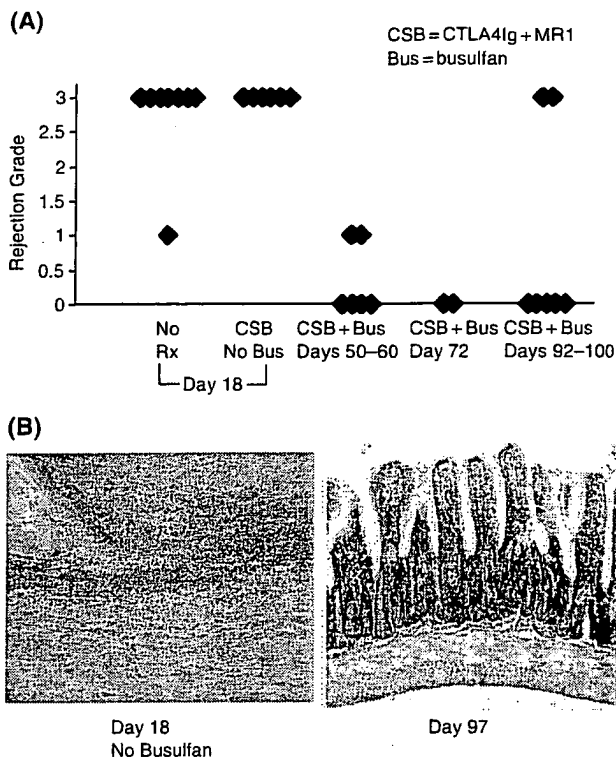 (A)
CSB = CTLA4Ig + MR1
Bus = busulfan
3
2.5
2
1.5
1
0.5
0
Rejection Grade
No CSB CSB + Bus CSB + Bus CSB + Bus
Rx No Bus Days 50–60 Day 72 Days 92–100
Day 18
(B)
Day 18 Day 97
No Busulfan